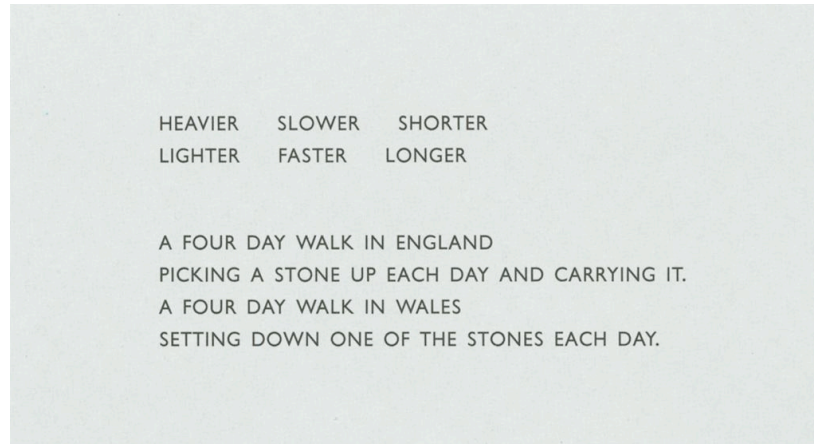 HEAVIER SLOWER SHORTER
LIGHTER FASTER LONGER
A FOUR DAY WALK IN ENGLAND
PICKING A STONE UP EACH DAY AND CARRYING IT.
A FOUR DAY WALK IN WALES
SETTING DOWN ONE OF THE STONES EACH DAY.